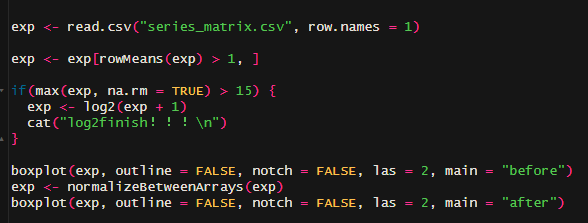 exp <- read.csv("series_matrix.csv", row.names = 1)
exp <- exp[rowMeans(exp) > 1, ]
if(max(exp, na.rm = TRUE) > 15) {
  exp <- log2(exp + 1)
  cat("log2finish！！！\n")
}
boxplot(exp, outline = FALSE, notch = FALSE, las = 2, main = "before")
exp <- normalizeBetweenArrays(exp)
boxplot(exp, outline = FALSE, notch = FALSE, las = 2, main = "after")